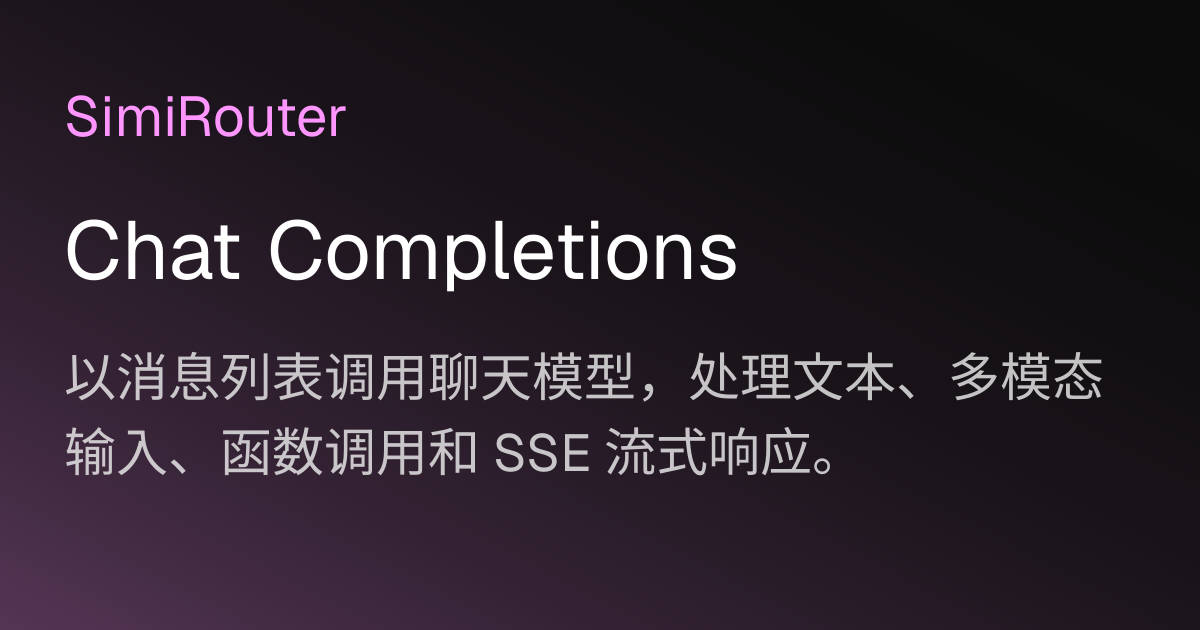 SimiRouter
Chat Completions
以消息列表调用聊天模型，处理文本、多模态
输入、函数调用和 SSE 流式响应。